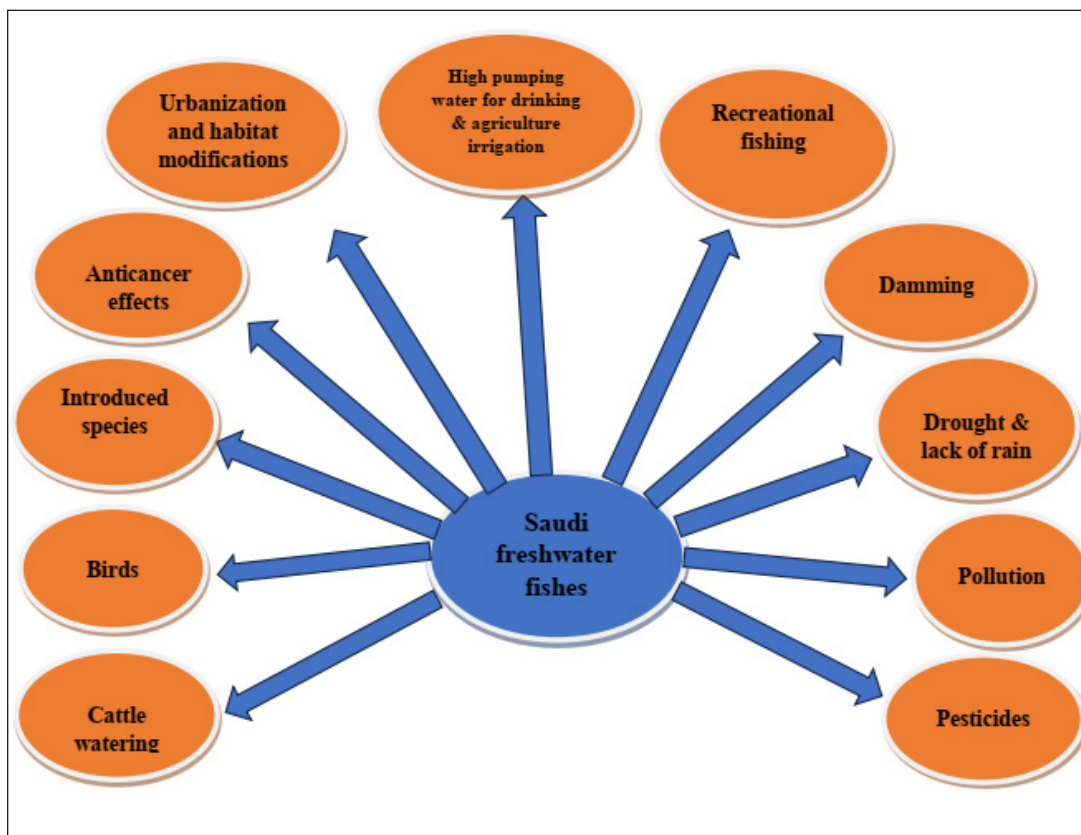 High pumping
water for drinking
& agriculture
irrigation
Urbanization
and habitat
modifications
Recreational
fishing
Anticancer
effects
Damming
Introduced
species
Drought &
lack of rain
Birds
Saudi
freshwater
fishes
Pollution
Cattle
watering
Pesticides